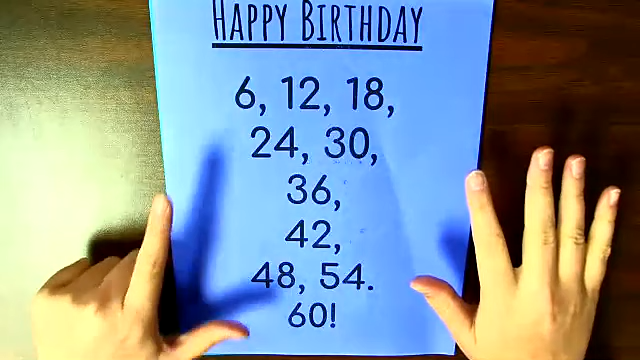 HAPPY BIRTHDAY
6, 12, 18,
24, 30,
36,
42,
48, 54.
60!